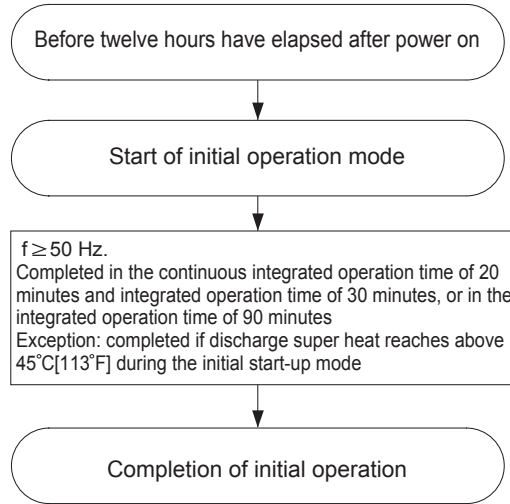 Before twelve hours have elapsed after power on
Start of initial operation mode
f ≥ 50 Hz.
Completed in the continuous integrated operation time of 20
minutes and integrated operation time of 30 minutes, or in the
integrated operation time of 90 minutes
Exception: completed if discharge super heat reaches above
45°C[113°F] during the initial start-up mode
Completion of initial operation